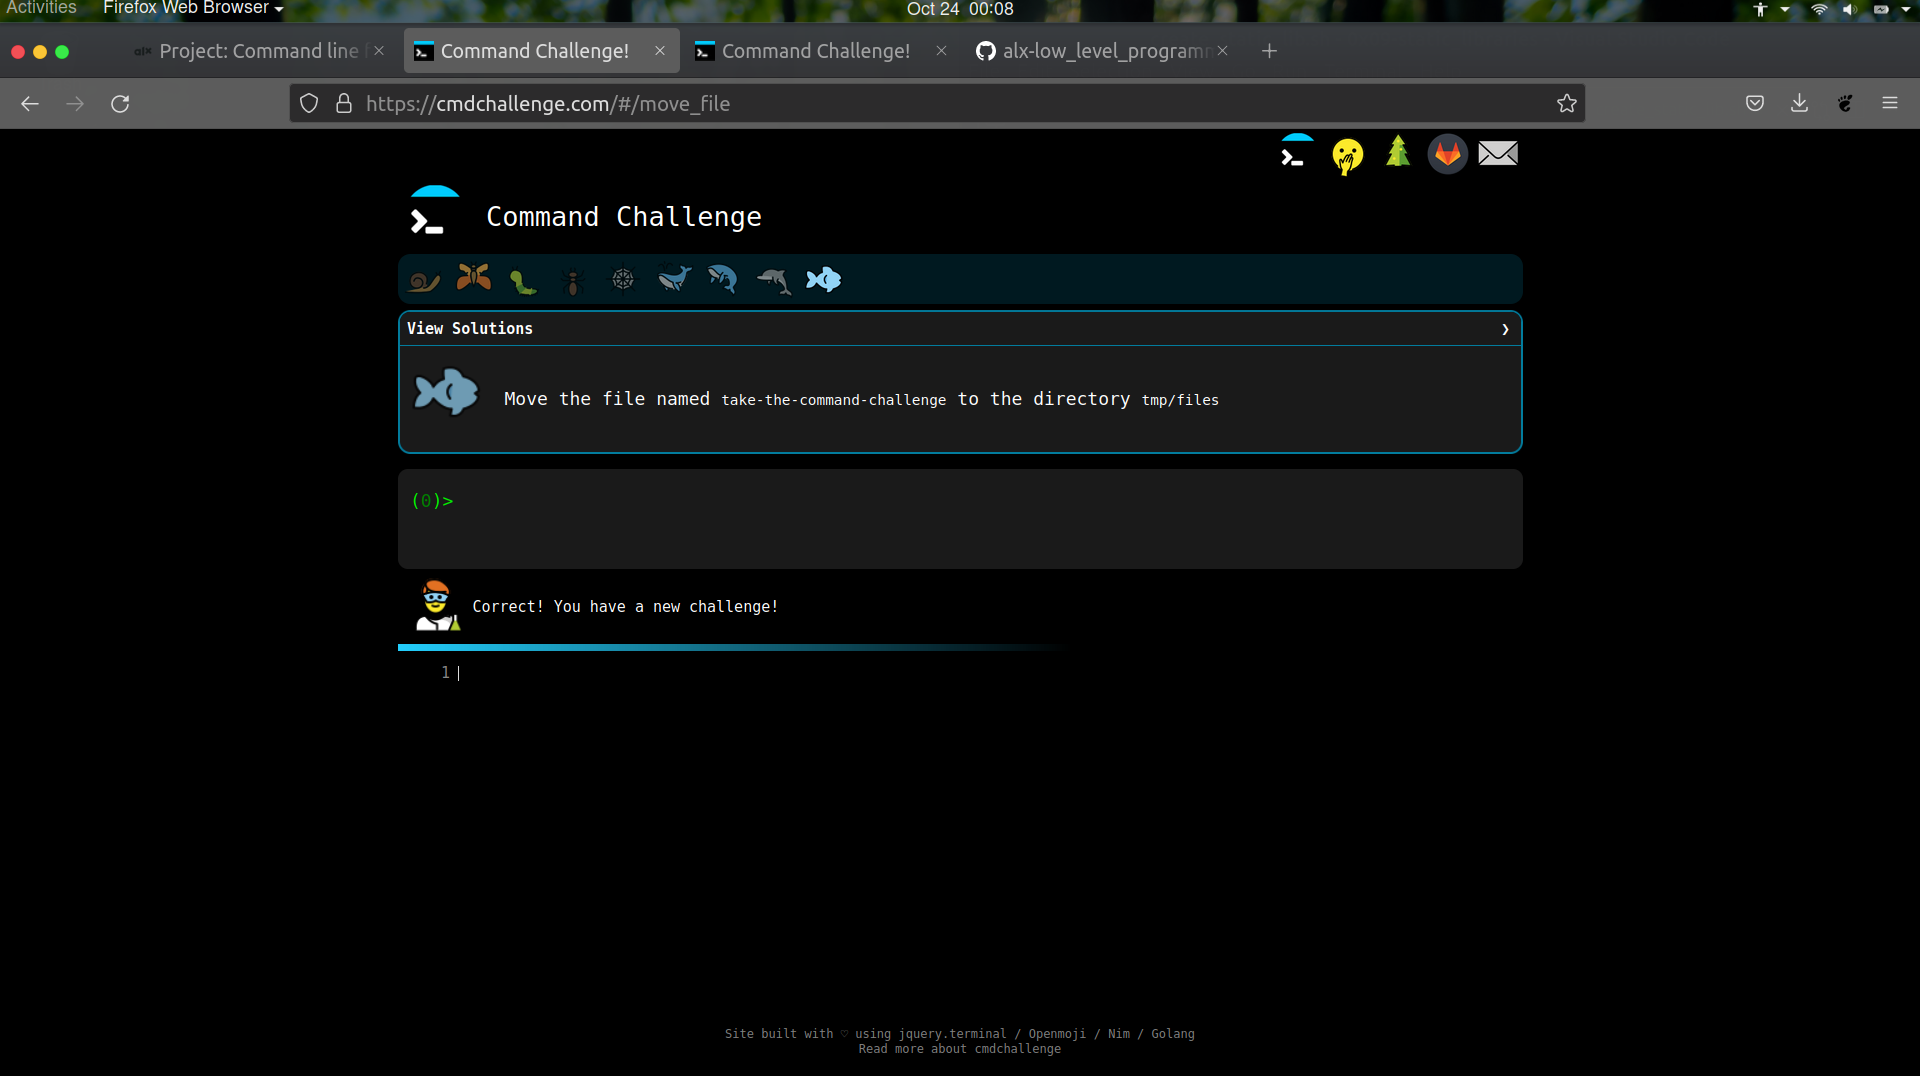 Activities Firefox Web Browser Oct 24 00:08
alx Project: Command line Command Challenge! Command Challenge! alx-low_level_programm
https://cmdchallenge.com/#/move_file
Command Challenge
View Solutions
Move the file named take-the-command-challenge to the directory tmp/files
(0)>
Correct! You have a new challenge!
1
Site built with ♡ using jquery.terminal / Openmoji / Nim / Golang
Read more about cmdchallenge